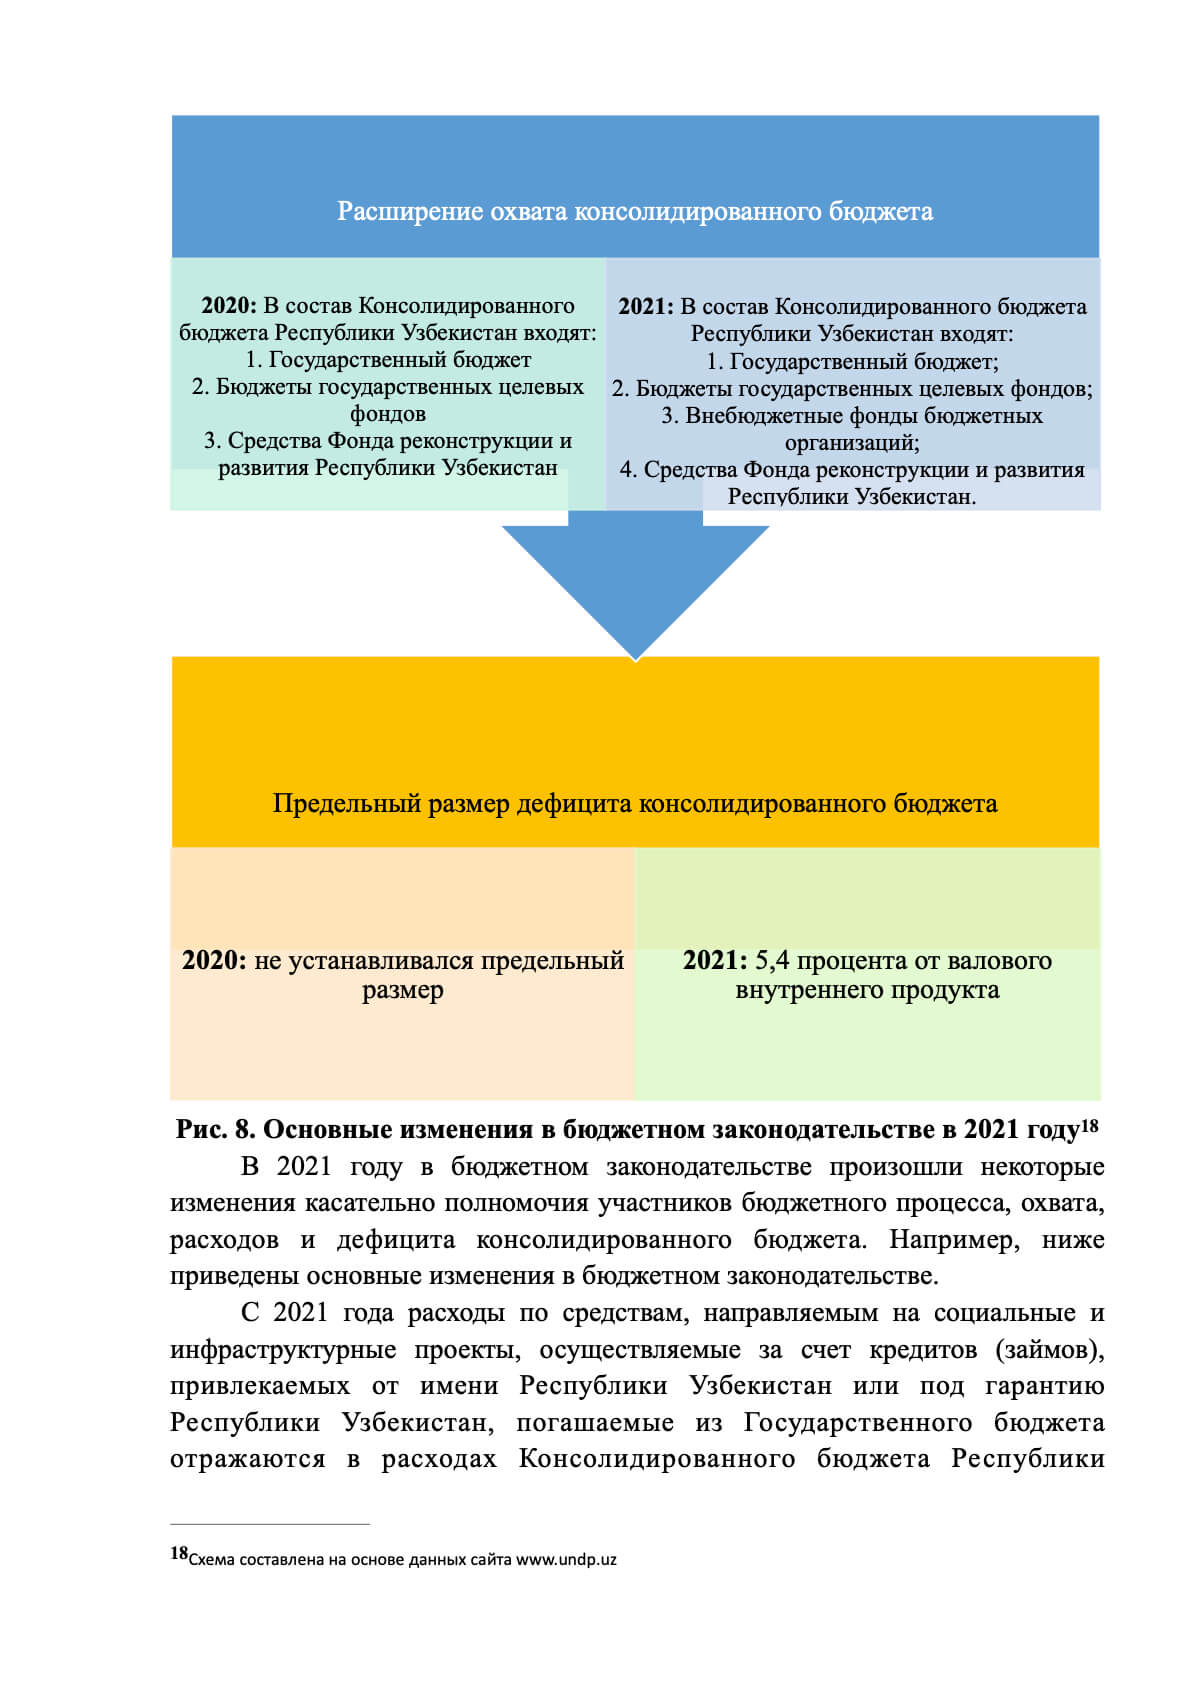 Расширение охвата консолидированного бюджета
2020: В состав Консолидированного
бюджета Республики Узбекистан входят:
1. Государственный бюджет
2. Бюджеты государственных целевых
фондов
3. Средства Фонда реконструкции и
развития Республики Узбекистан
2021: В состав Консолидированного бюджета
Республики Узбекистан входят:
1. Государственный бюджет;
2. Бюджеты государственных целевых фондов;
3. Внебюджетные фонды бюджетных
организаций;
4. Средства Фонда реконструкции и развития
Республики Узбекистан.
Предельный размер дефицита консолидированного бюджета
2020: не устанавливался предельный
размер
2021: 5,4 процента от валового
внутреннего продукта
Рис. 8. Основные изменения в бюджетном законодательстве в 2021 году18
В 2021 году в бюджетном законодательстве произошли некоторые
изменения касательно полномочия участников бюджетного процесса, охвата,
расходов и дефицита консолидированного бюджета. Например, ниже
приведены основные изменения в бюджетном законодательстве.
С 2021 года расходы по средствам, направляемым на социальные и
инфраструктурные проекты, осуществляемые за счет кредитов (займов),
привлекаемых от имени Республики Узбекистан или под гарантию
Республики Узбекистан, погашаемые из Государственного бюджета
отражаются в расходах Консолидированного бюджета Республики
18Схема составлена на основе данных сайта www.undp.uz